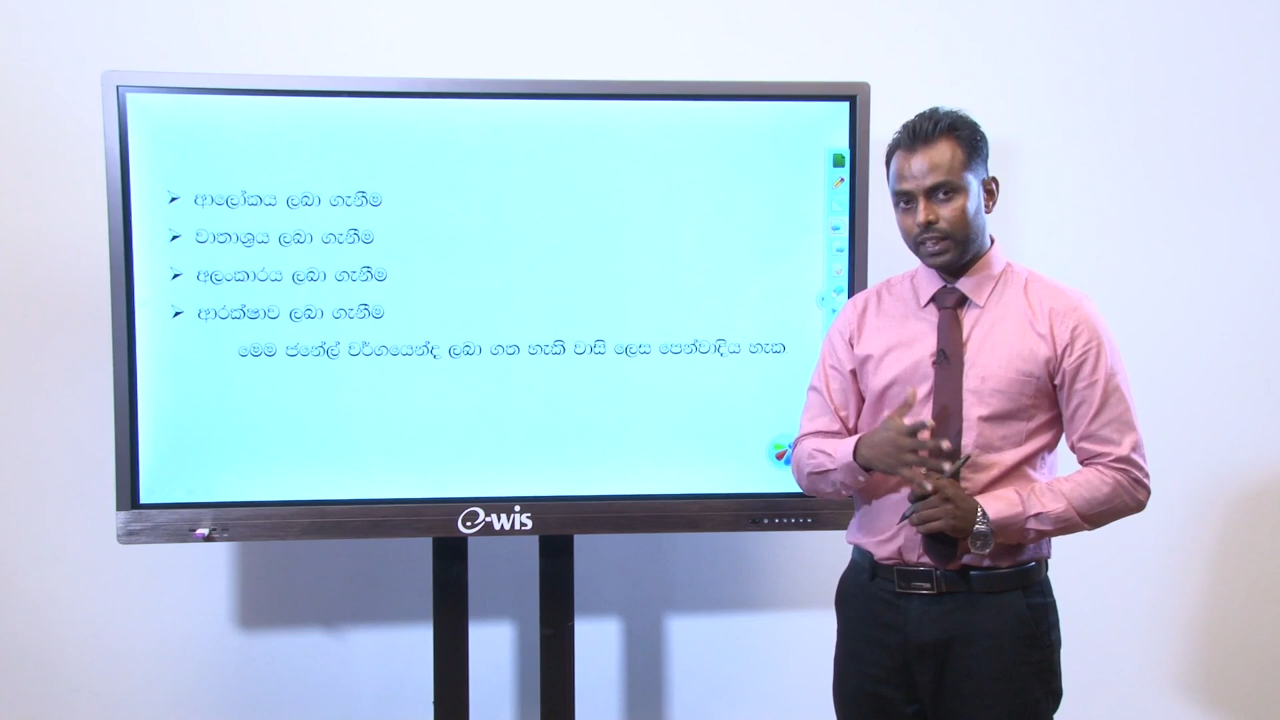 ➢ ආලෝකය ලබා ගැනීම
➢ වාතාශ්‍රය ලබා ගැනීම
➢ අලංකාරය ලබා ගැනීම
➢ ආරක්ෂාව ලබා ගැනීම
මෙම ජනේල් වර්ගයෙන්ද ලබා ගත හැකි වාසි ලෙස පෙන්වාදිය හැක
e-wis